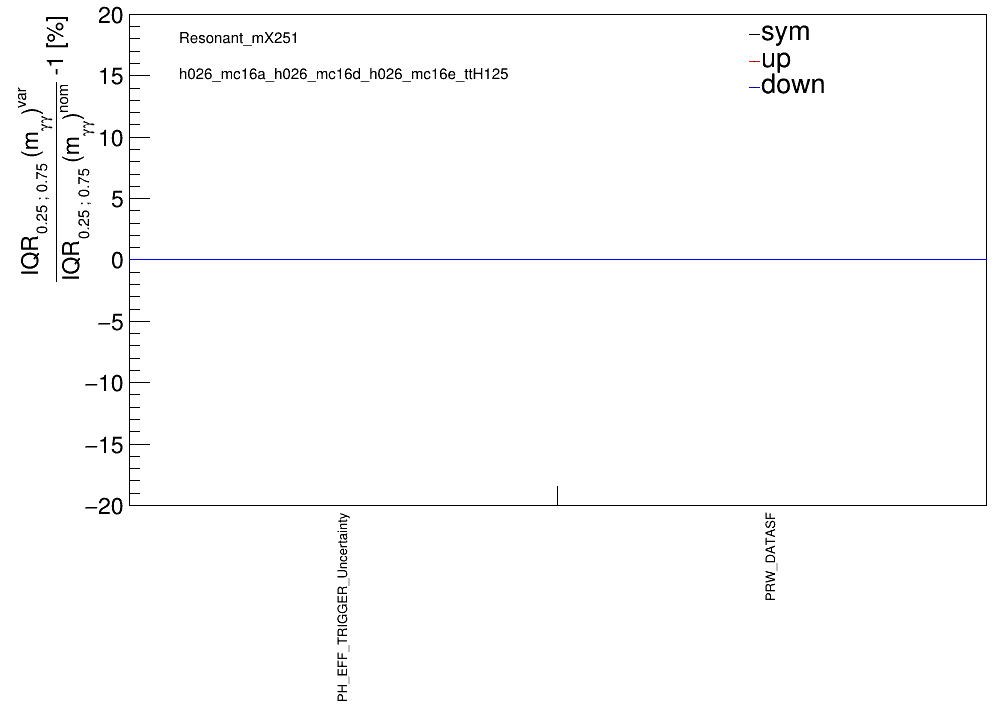 IQR0.25 ; 0.75 (mγγ)var
IQR0.25 ; 0.75 (mγγ)nom
-1 [%]
20
15
10
5
0
−5
−10
−15
−20
Resonant_mX251
h026_mc16a_h026_mc16d_h026_mc16e_ttH125
sym
up
down
PH_EFF_TRIGGER_Uncertainty
PRW_DATASF